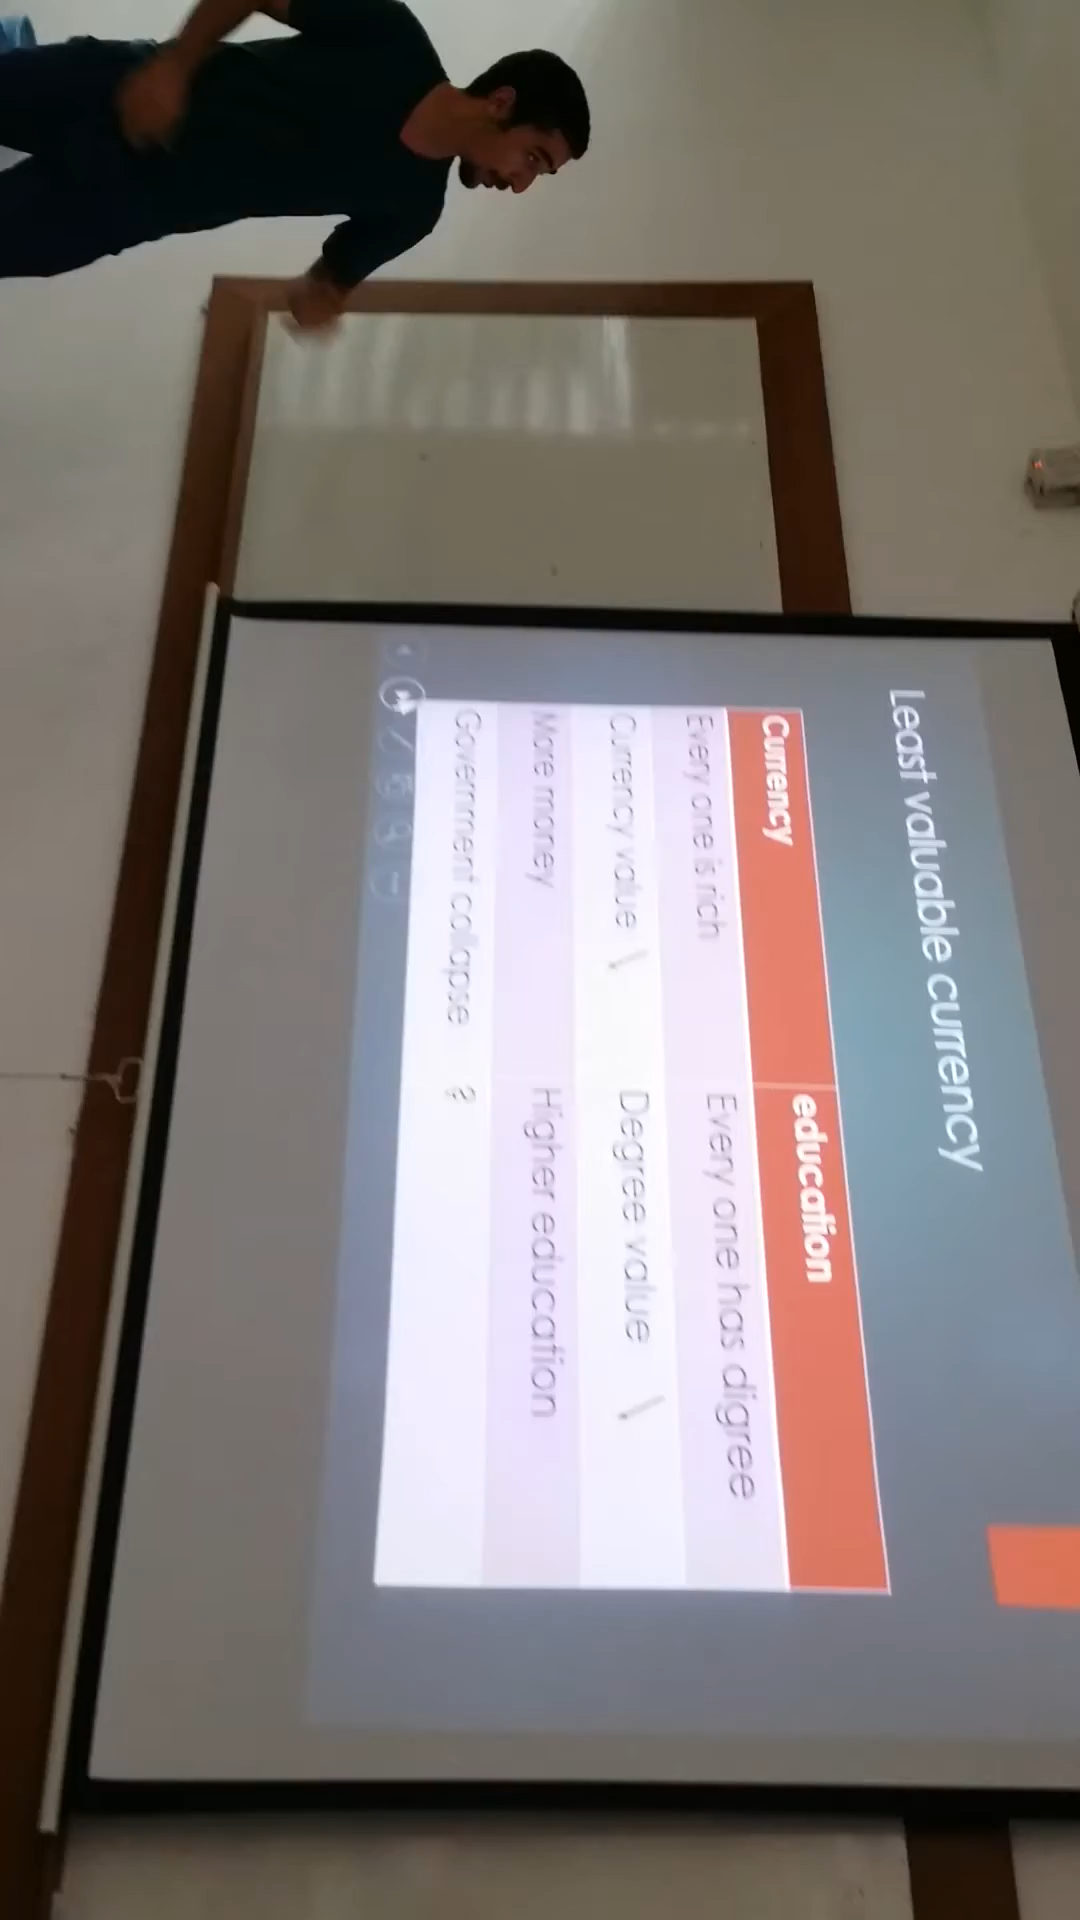 Least valuable currency
Currency education
Every one is rich Every one has digree
Currency value Degree value
More money Higher education
Government collapse ?